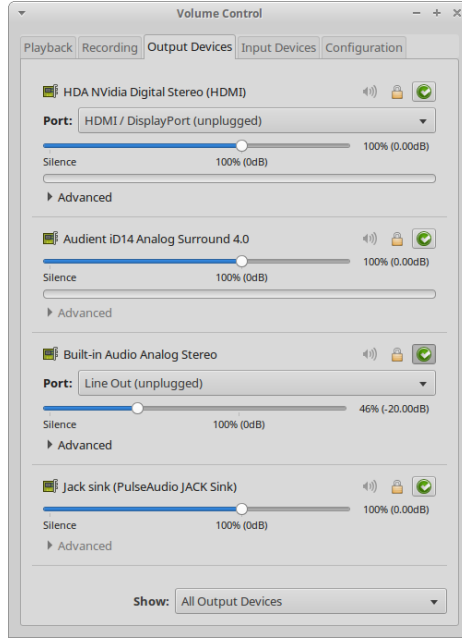 Volume Control
Playback Recording Output Devices Input Devices Configuration
HDA NVidia Digital Stereo (HDMI)
Port: HDMI / DisplayPort (unplugged)
100% (0.00dB)
Silence 100% (0dB)
Advanced
Audient iD14 Analog Surround 4.0
100% (0.00dB)
Silence 100% (0dB)
Advanced
Built-in Audio Analog Stereo
Port: Line Out (unplugged)
46% (-20.00dB)
Silence 100% (0dB)
Advanced
Jack sink (PulseAudio JACK Sink)
100% (0.00dB)
Silence 100% (0dB)
Advanced
Show: All Output Devices